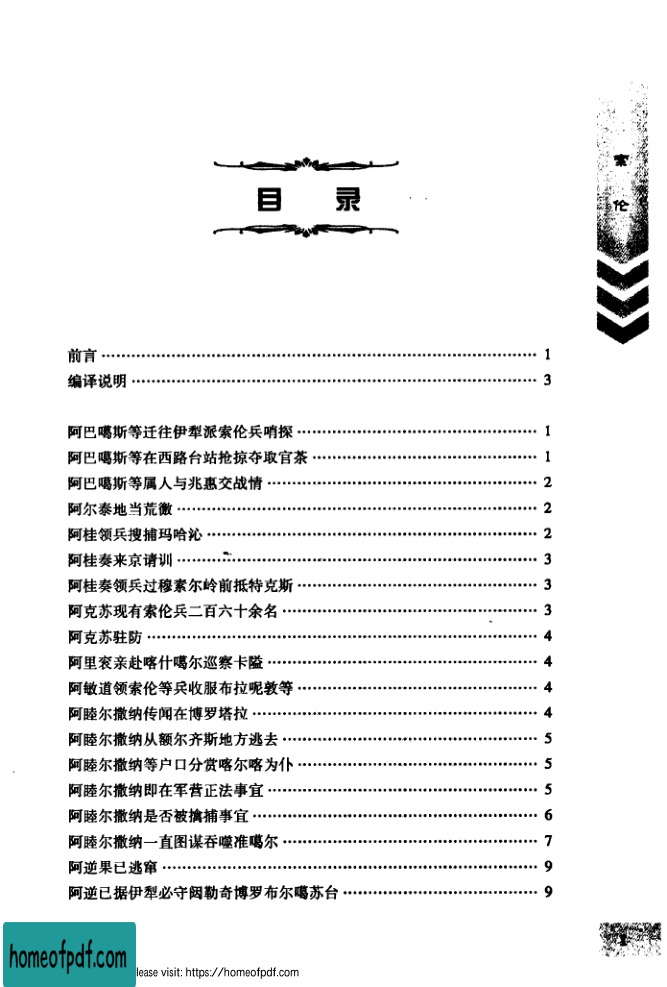 索伦
目 录
前言 1
编译说明 3
阿巴噶斯等迁往伊犁派索伦兵哨探 1
阿巴噶斯等在西路台站抢掠夺取官茶 1
阿巴噶斯等属人与兆惠交战情 2
阿尔泰地当荒徼 2
阿桂领兵搜捕玛哈沁 2
阿桂奏来京请训 3
阿桂奏领兵过穆素尔岭前抵特克斯 3
阿克苏现有索伦兵二百六十余名 3
阿克苏驻防 4
阿里衮亲赴喀什噶尔巡察卡隘 4
阿敏道领索伦等兵收服布拉呢敦等 4
阿睦尔撒纳传闻在博罗塔拉 4
阿睦尔撒纳从额尔齐斯地方逃去 5
阿睦尔撒纳等户口分赏喀尔喀为仆 5
阿睦尔撒纳即在军营正法事宜 5
阿睦尔撒纳是否被擒捕事宜 6
阿睦尔撒纳一直图谋吞噬准噶尔 7
阿逆果已逃窜 9
阿逆已据伊犁必守闼勒奇博罗布尔噶苏台 9
1
homeofpdf.com
lease visit: https://homeofpdf.com